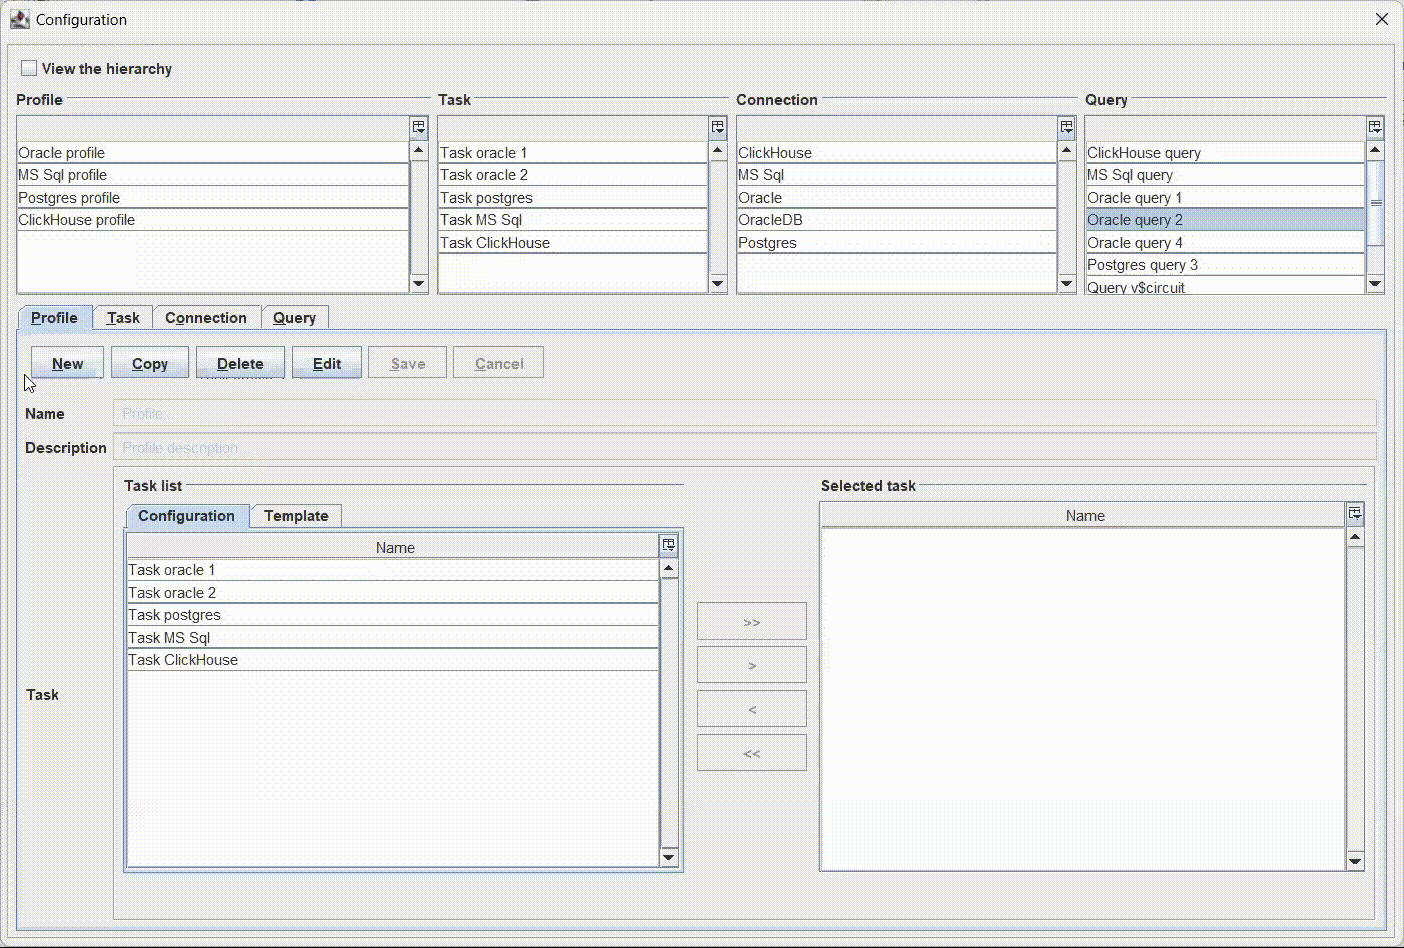 Configuration
View the hierarchy
Profile
Oracle profile
MS Sql profile
Postgres profile
ClickHouse profile
Task
Task oracle 1
Task oracle 2
Task postgres
Task MS Sql
Task ClickHouse
Connection
ClickHouse
MS Sql
Oracle
OracleDB
Postgres
Query
ClickHouse query
MS Sql query
Oracle query 1
Oracle query 2
Oracle query 4
Postgres query 3
Query v$circuit
Profile Task Connection Query
New Copy Delete Edit Save Cancel
Name Profile...
Description Profile description...
Task
Task list
Configuration Template
Name
Task oracle 1
Task oracle 2
Task postgres
Task MS Sql
Task ClickHouse
>>
>
<
<<
Selected task
Name